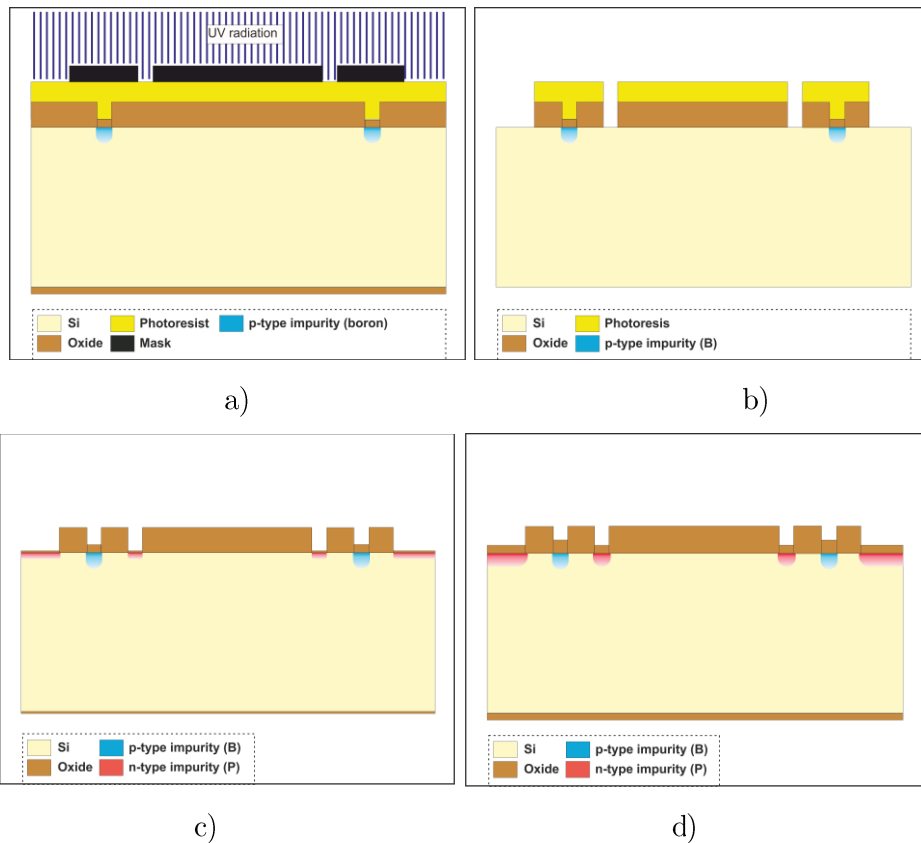 UV radiation
Si
Photoresist
p-type impurity (boron)
Oxide
Mask
Si
Photoresis
Oxide
p-type impurity (B)
a)
b)
Si
p-type impurity (B)
Oxide
n-type impurity (P)
Si
p-type impurity (B)
Oxide
n-type impurity (P)
c)
d)